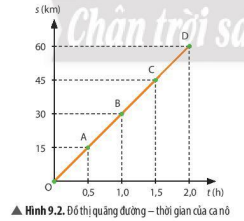 Chân trời sá
s (km)
60
D
45
C
30
B
15
A
O
0,5 1,0 1,5 2,0 t (h)
▲ Hình 9.2. Đồ thị quãng đường – thời gian của ca nô